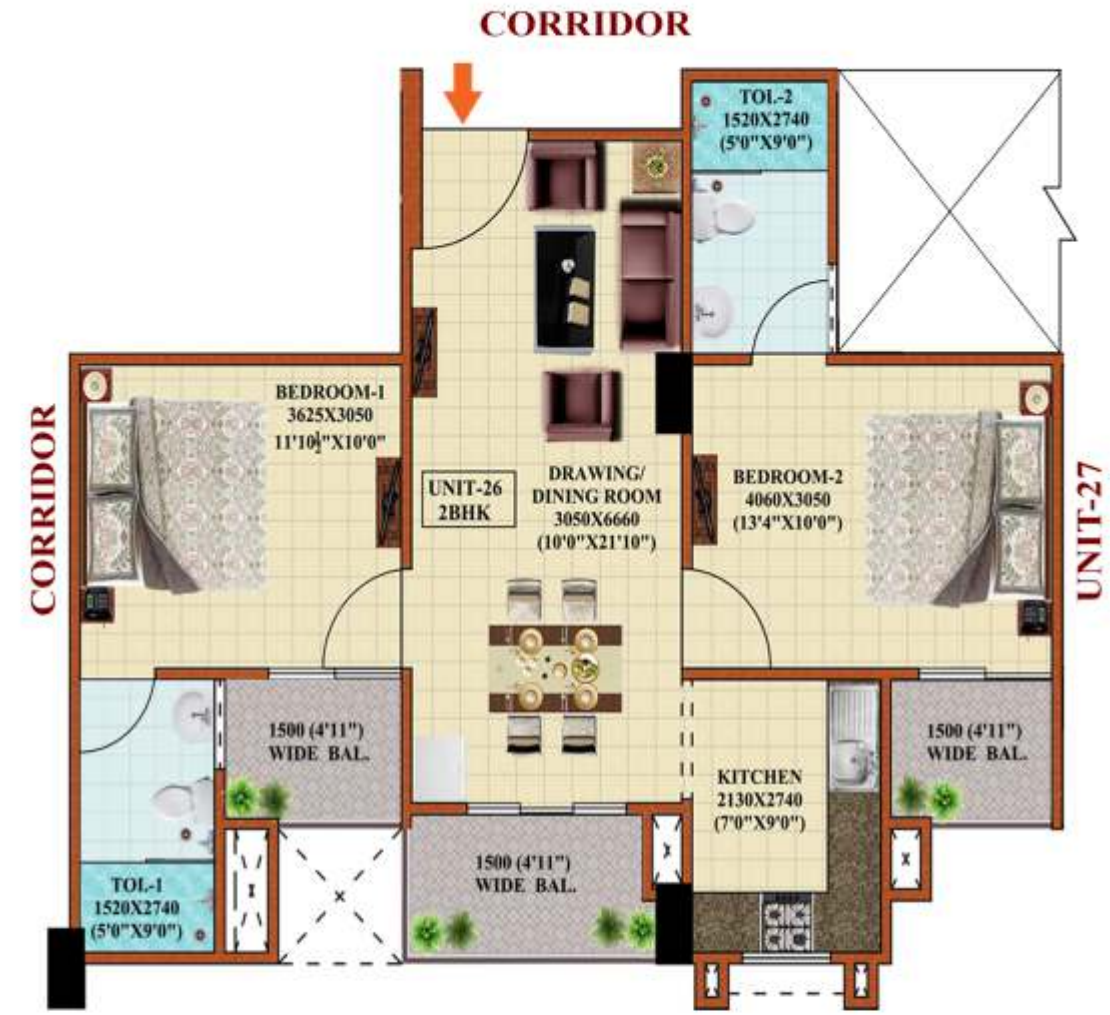 CORRIDOR
TOI.-2
1520X2740
(5'0"X9'0")
BEDROOM-1
3625X3050
11'10½"X10'0"
CORRIDOR
UNIT-26
2BHK
DRAWING/
DINING ROOM
3050X6660
(10'0"X21'10")
BEDROOM-2
4060X3050
(13'4"X10'0")
UNIT-27
1500 (4'11")
WIDE BAL.
1500 (4'11")
WIDE BAL.
KITCHEN
2130X2740
(7'0"X9'0")
1500 (4'11")
WIDE BAL.
TOI.-1
1520X2740
(5'0"X9'0")